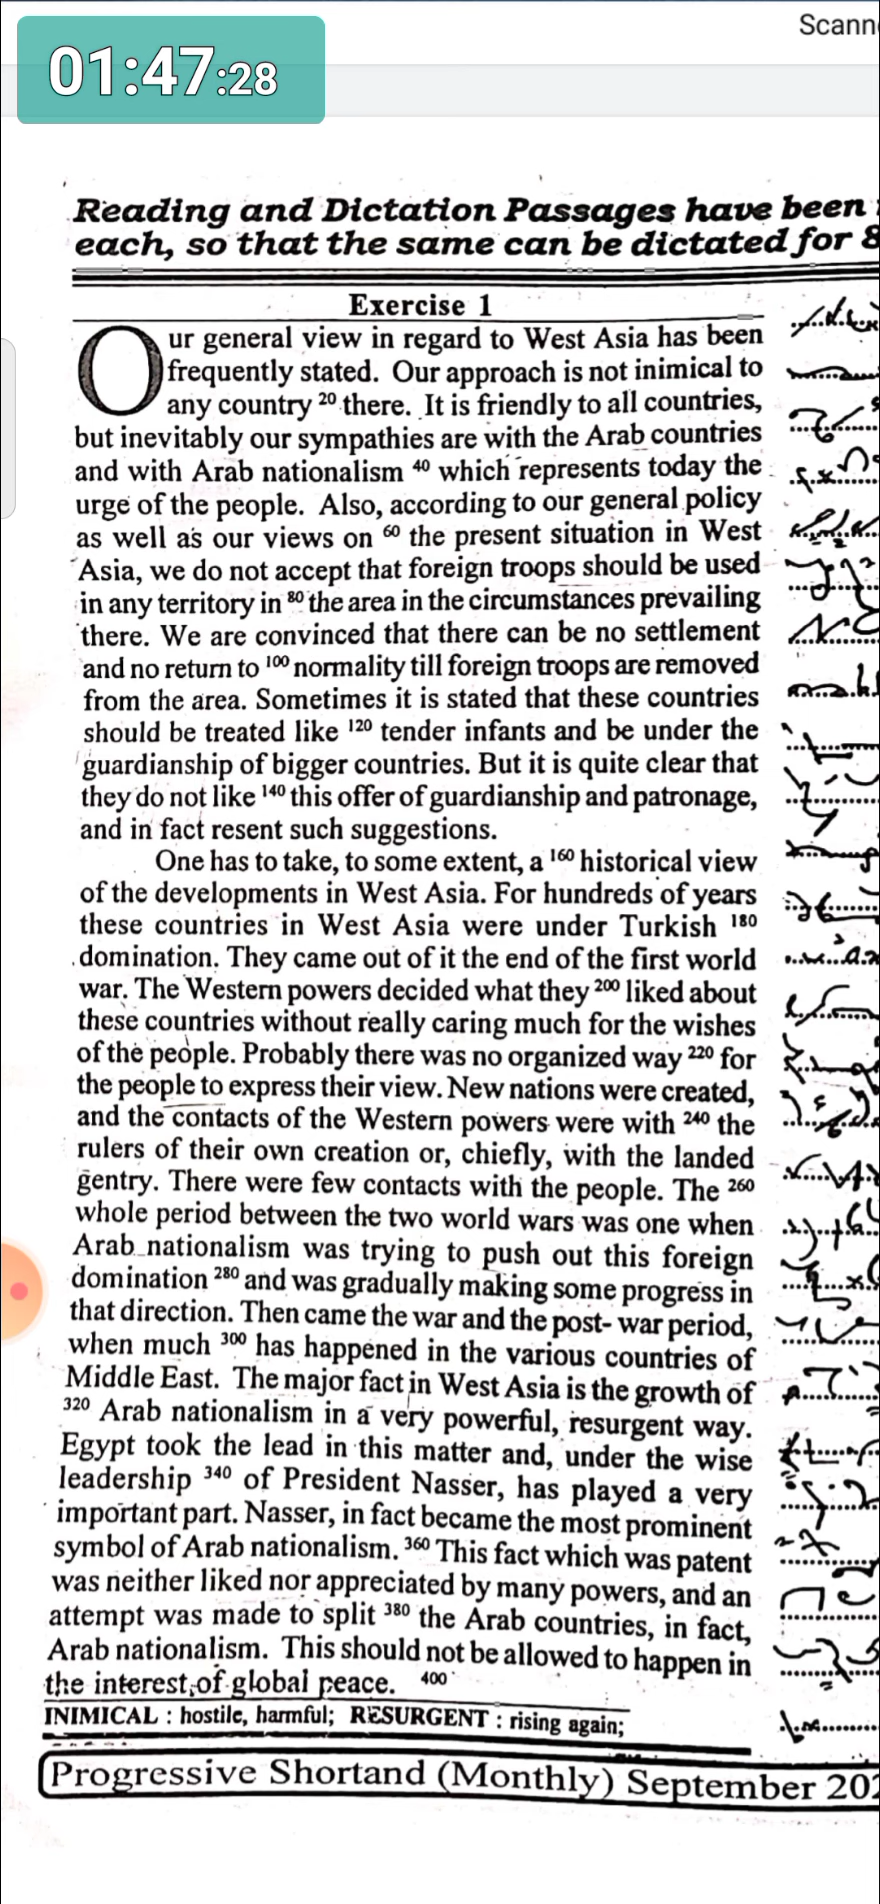 01:47:28
Scann
Reading and Dictation Passages have been
each, so that the same can be dictated for 8
Exercise 1
Our general view in regard to West Asia has been
frequently stated. Our approach is not inimical to
any country 20 there. It is friendly to all countries,
but inevitably our sympathies are with the Arab countries
and with Arab nationalism 40 which represents today the
urge of the people. Also, according to our general policy
as well as our views on 60 the present situation in West
Asia, we do not accept that foreign troops should be used
in any territory in 80 the area in the circumstances prevailing
there. We are convinced that there can be no settlement
and no return to 100 normality till foreign troops are removed
from the area. Sometimes it is stated that these countries
should be treated like 120 tender infants and be under the
guardianship of bigger countries. But it is quite clear that
they do not like 140 this offer of guardianship and patronage,
and in fact resent such suggestions.
One has to take, to some extent, a 160 historical view
of the developments in West Asia. For hundreds of years
these countries in West Asia were under Turkish 180
domination. They came out of it the end of the first world
war. The Western powers decided what they 200 liked about
these countries without really caring much for the wishes
of the people. Probably there was no organized way 220 for
the people to express their view. New nations were created,
and the contacts of the Western powers were with 240 the
rulers of their own creation or, chiefly, with the landed
gentry. There were few contacts with the people. The 260
whole period between the two world wars was one when
Arab nationalism was trying to push out this foreign
domination 280 and was gradually making some progress in
that direction. Then came the war and the post- war period,
when much 300 has happened in the various countries of
Middle East. The major fact in West Asia is the growth of
320 Arab nationalism in a very powerful, resurgent way.
Egypt took the lead in this matter and, under the wise
leadership 340 of President Nasser, has played a very
important part. Nasser, in fact became the most prominent
symbol of Arab nationalism. 360 This fact which was patent
was neither liked nor appreciated by many powers, and an
attempt was made to split 380 the Arab countries, in fact,
Arab nationalism. This should not be allowed to happen in
the interest of global peace. 400
INIMICAL : hostile, harmful; RESURGENT : rising again;
Progressive Shortand (Monthly) September 202